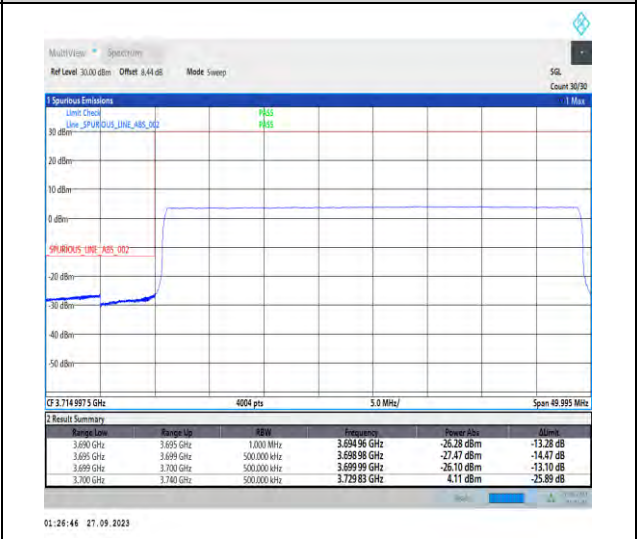 MultiView Spectrum
Ref Level 30.00 dBm Offset 8.44 dB Mode Sweep SGL
Count 30/30
1 Spurious Emissions 1 Max
Limit Check PASS
Line _SPURIOUS_LINE_ABS_002 PASS
30 dBm
20 dBm
10 dBm
0 dBm
_SPURIOUS_LINE_ABS_002
-20 dBm
-30 dBm
-40 dBm
-50 dBm
CF 3.714 997 5 GHz 4004 pts 5.0 MHz/ Span 49.995 MHz
2 Result Summary
Range Low Range Up RBW Frequency Power Abs ΔLimit
3.690 GHz 3.695 GHz 1.000 MHz 3.694 96 GHz -26.28 dBm -13.28 dB
3.695 GHz 3.699 GHz 500.000 kHz 3.698 98 GHz -27.47 dBm -14.47 dB
3.699 GHz 3.700 GHz 500.000 kHz 3.699 99 GHz -26.10 dBm -13.10 dB
3.700 GHz 3.740 GHz 500.000 kHz 3.729 83 GHz 4.11 dBm -25.89 dB
01:26:46 27.09.2023